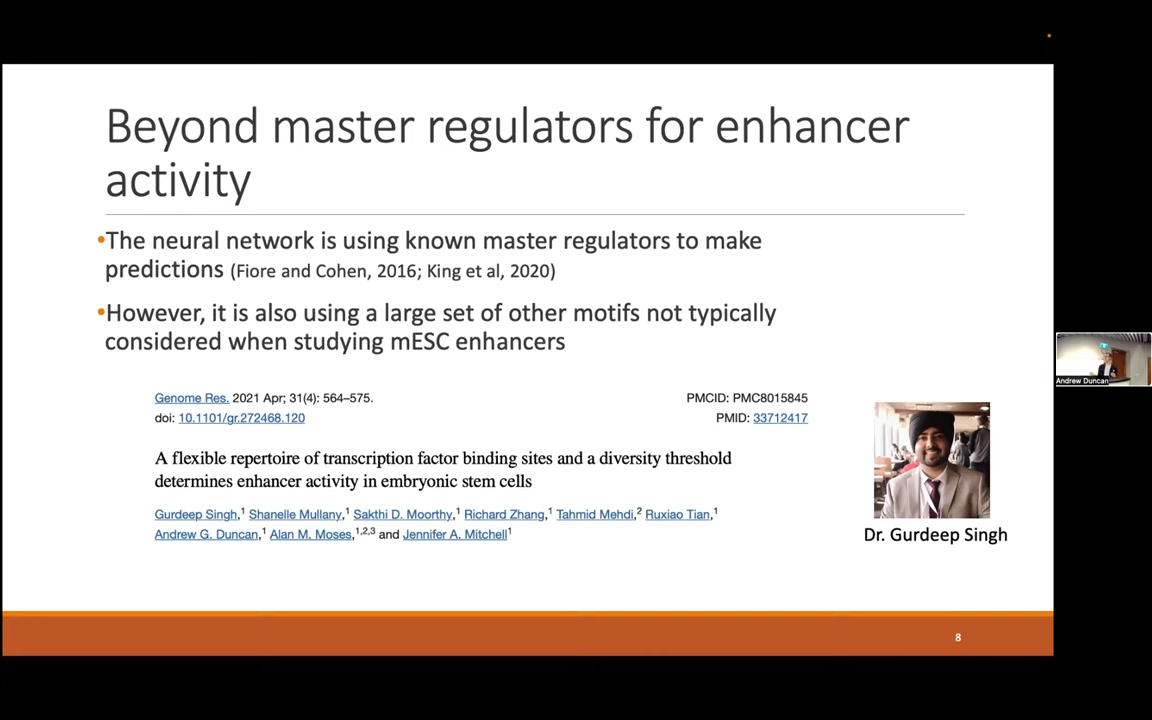 Beyond master regulators for enhancer
activity
•The neural network is using known master regulators to make
predictions (Fiore and Cohen, 2016; King et al, 2020)
•However, it is also using a large set of other motifs not typically
considered when studying mESC enhancers
Genome Res. 2021 Apr; 31(4): 564–575.
doi: 10.1101/gr.272468.120
PMCID: PMC8015845
PMID: 33712417
A flexible repertoire of transcription factor binding sites and a diversity threshold
determines enhancer activity in embryonic stem cells
Gurdeep Singh,1 Shanelle Mullany,1 Sakthi D. Moorthy,1 Richard Zhang,1 Tahmid Mehdi,2 Ruxiao Tian,1
Andrew G. Duncan,1 Alan M. Moses,1,2,3 and Jennifer A. Mitchell1
Dr. Gurdeep Singh
8
Andrew Duncan